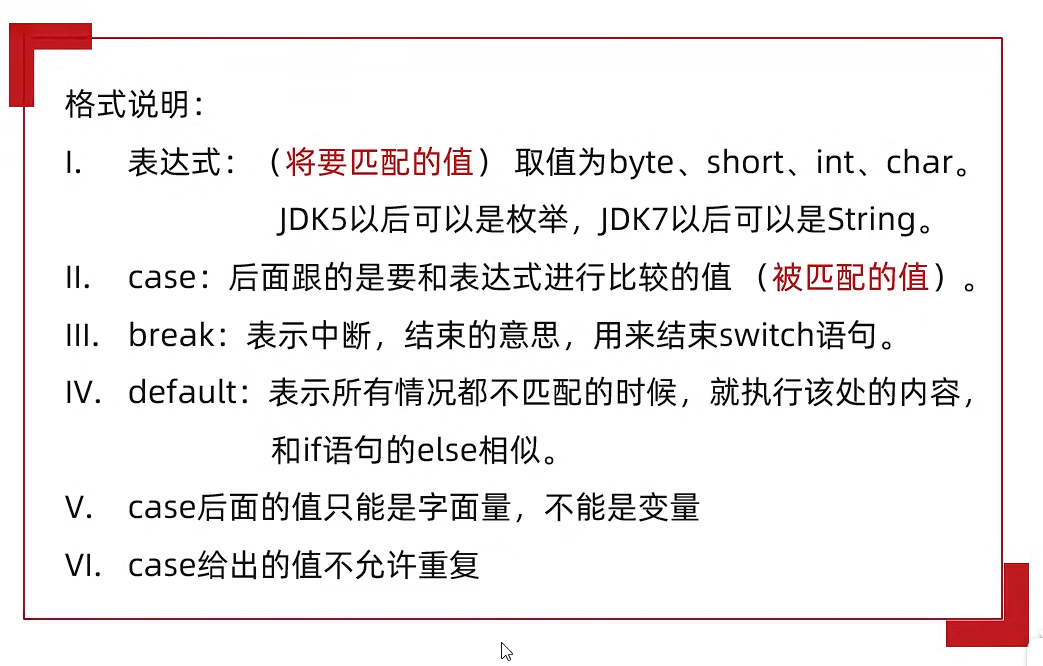 格式说明：
I. 表达式：（将要匹配的值） 取值为byte、short、int、char。
JDK5以后可以是枚举，JDK7以后可以是String。
II. case：后面跟的是要和表达式进行比较的值 （被匹配的值）。
III. break：表示中断，结束的意思，用来结束switch语句。
IV. default：表示所有情况都不匹配的时候，就执行该处的内容，
和if语句的else相似。
V. case后面的值只能是字面量，不能是变量
VI. case给出的值不允许重复